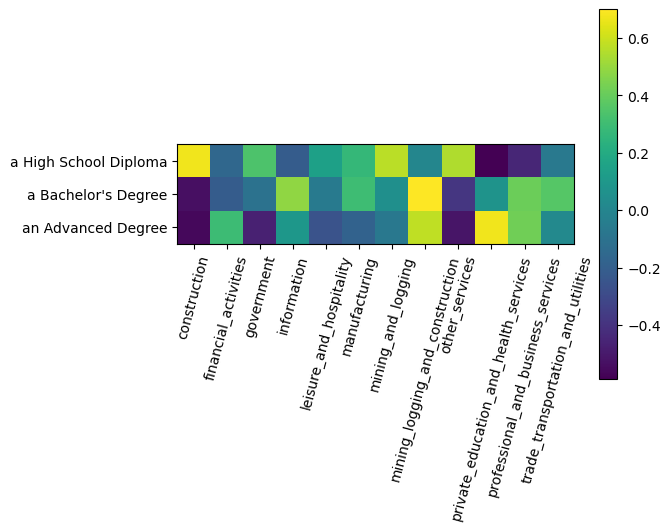 0.6
0.4
0.2
0.0
−0.2
−0.4
a High School Diploma
a Bachelor's Degree
an Advanced Degree
construction
financial_activities
government
information
leisure_and_hospitality
manufacturing
mining_and_logging
mining_logging_and_construction
other_services
private_education_and_health_services
professional_and_business_services
trade_transportation_and_utilities